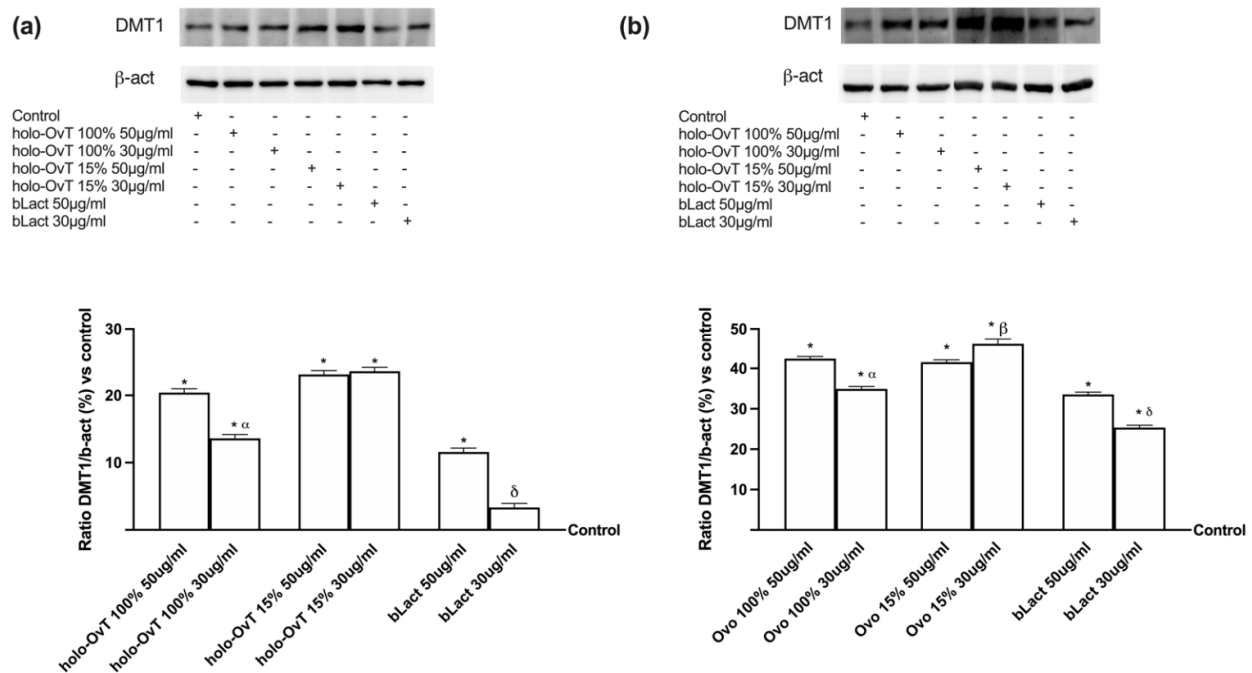 (a)
DMT1
β-act
Control + - - - - - -
holo-OvT 100% 50µg/ml - + - - - - -
holo-OvT 100% 30µg/ml - - + - - - -
holo-OvT 15% 50µg/ml - - - + - - -
holo-OvT 15% 30µg/ml - - - - + - -
bLact 50µg/ml - - - - - + -
bLact 30µg/ml - - - - - - +
Ratio DMT1/b-act (%) vs control
30
20
10
*
* α
*
*
*
δ
Control
holo-OvT 100% 50ug/ml
holo-OvT 100% 30ug/ml
holo-OvT 15% 50ug/ml
holo-OvT 15% 30ug/ml
bLact 50ug/ml
bLact 30ug/ml
(b)
DMT1
β-act
Control + - - - - - -
holo-OvT 100% 50µg/ml - + - - - - -
holo-OvT 100% 30µg/ml - - + - - - -
holo-OvT 15% 50µg/ml - - - + - - -
holo-OvT 15% 30µg/ml - - - - + - -
bLact 50µg/ml - - - - - + -
bLact 30µg/ml - - - - - - +
Ratio DMT1/b-act (%) vs control
50
40
30
20
10
*
* α
*
* β
*
* δ
Control
Ovo 100% 50ug/ml
Ovo 100% 30ug/ml
Ovo 15% 50ug/ml
Ovo 15% 30ug/ml
bLact 50ug/ml
bLact 30ug/ml